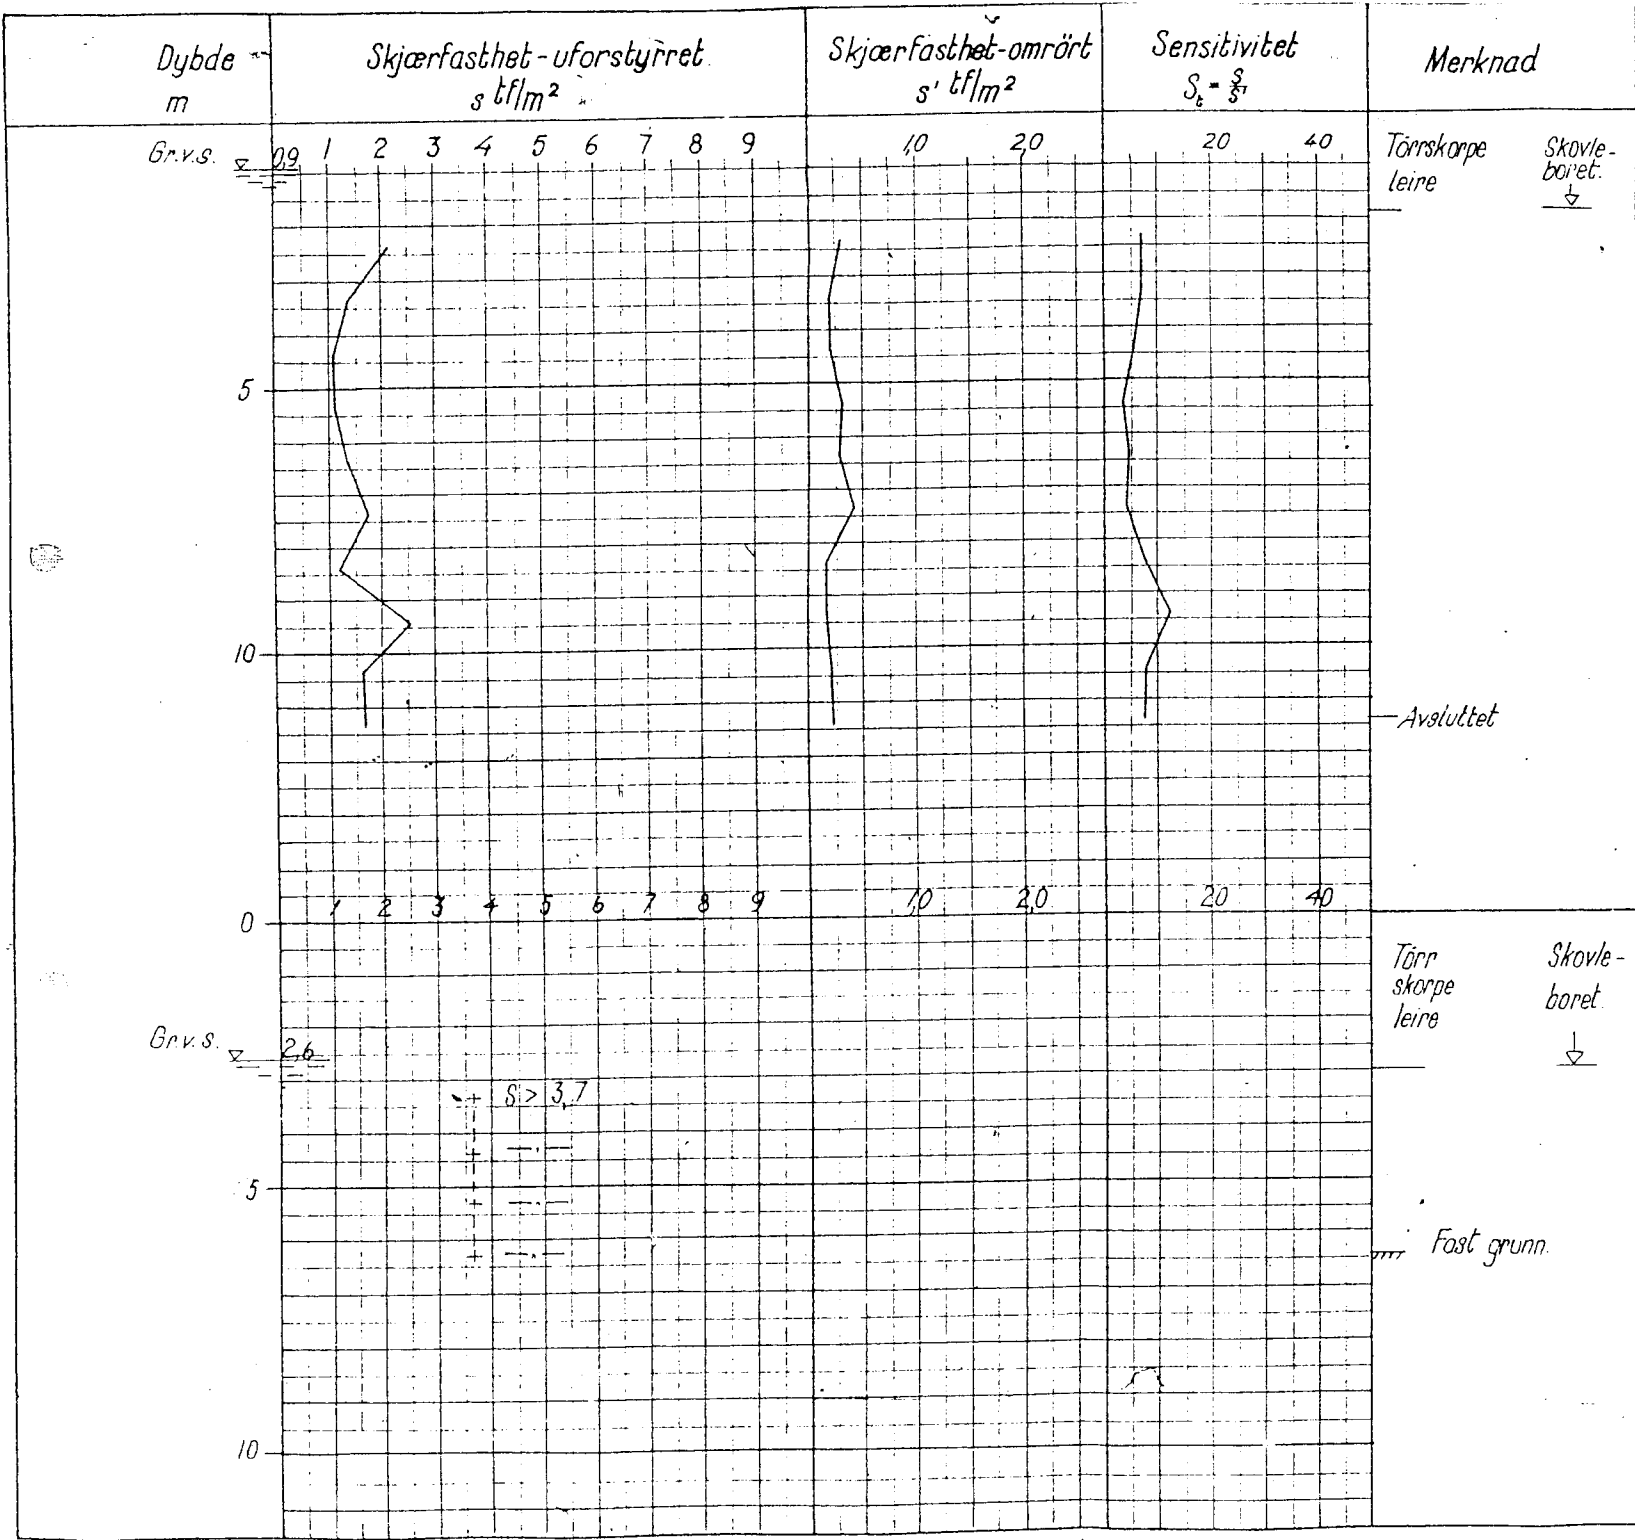 Dybde
m
Skjærfasthet-uforstyrret
s tf/m²
Skjærfasthet-omrört
s' tf/m²
Sensitivitet
Sₜ = s/s'
Merknad
Gr.v.s. 0,9
1 2 3 4 5 6 7 8 9
1,0 2,0
20 40
Törrskorpe
leire
Skovle-
boret.
5
10
Avsluttet
0
1 2 3 4 5 6 7 8 9
1,0 2,0
20 40
Törr
skorpe
leire
Skovle-
boret.
Gr.v.s. 2,6
S > 3,7
—"—
5
—"—
—"—
Fast grunn.
10